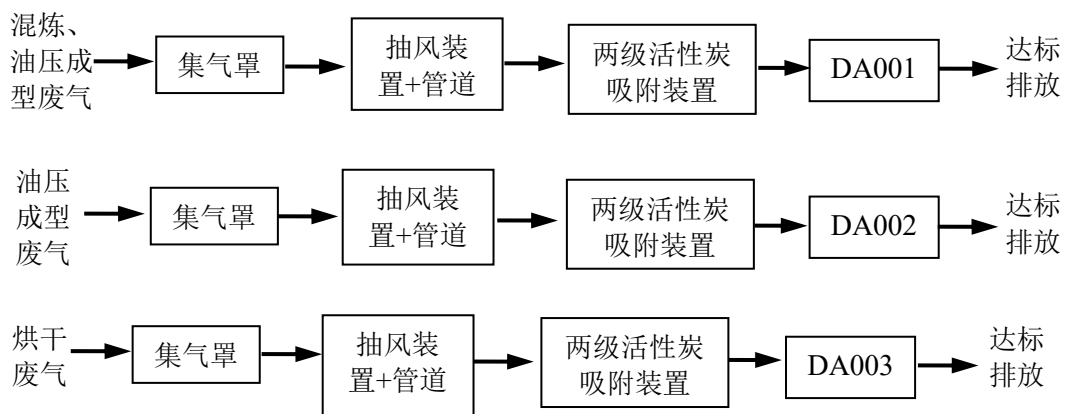 混炼、
油压成
型废气
集气罩
抽风装
置+管道
两级活性炭
吸附装置
DA001
达标
排放
油压
成型
废气
集气罩
抽风装
置+管道
两级活性炭
吸附装置
DA002
达标
排放
烘干
废气
集气罩
抽风装
置+管道
两级活性炭
吸附装置
DA003
达标
排放